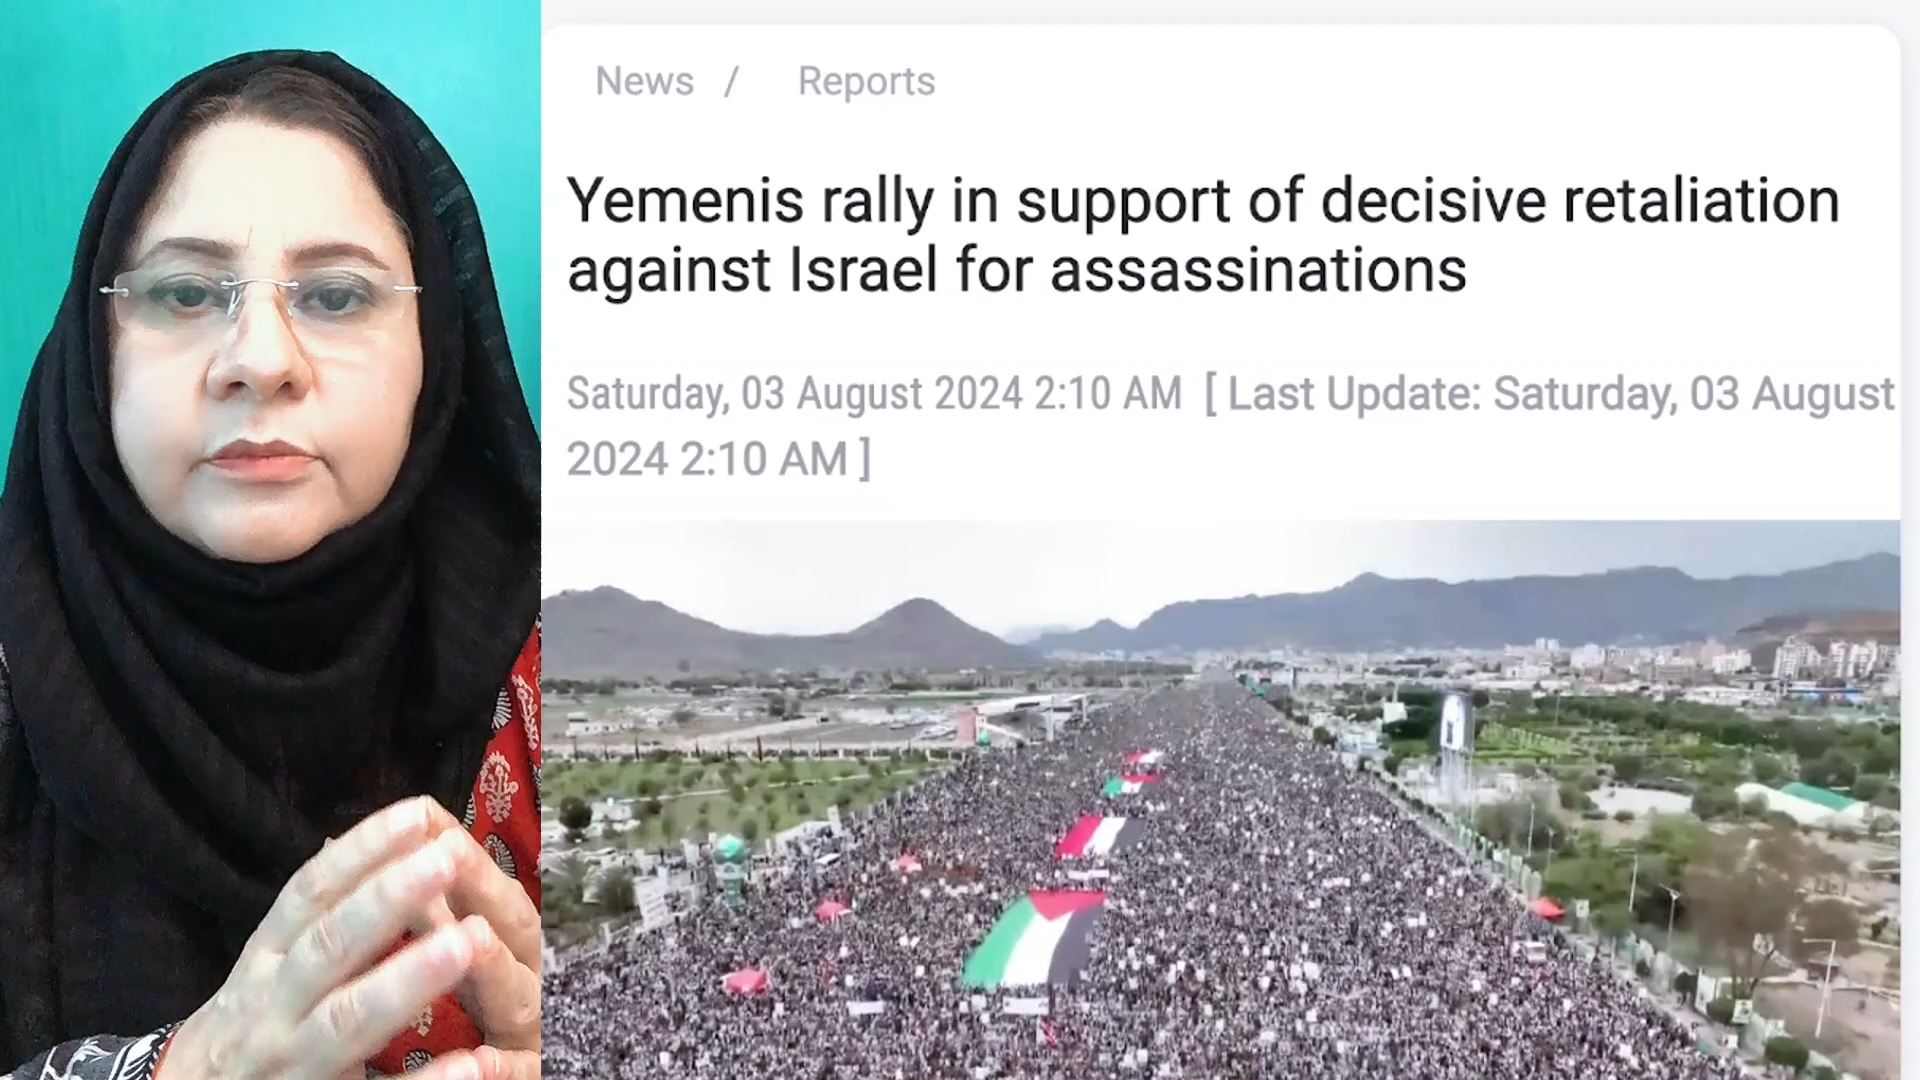 News / Reports
Yemenis rally in support of decisive retaliation
against Israel for assassinations
Saturday, 03 August 2024 2:10 AM [ Last Update: Saturday, 03 August
2024 2:10 AM ]